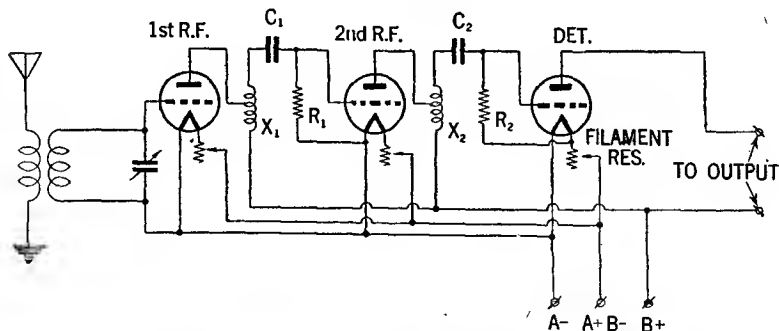 1st R.F.
C₁
2nd R.F.
C₂
DET.
X₁
R₁
X₂
R₂
FILAMENT
RES.
TO OUTPUT
A- A+ B- B+